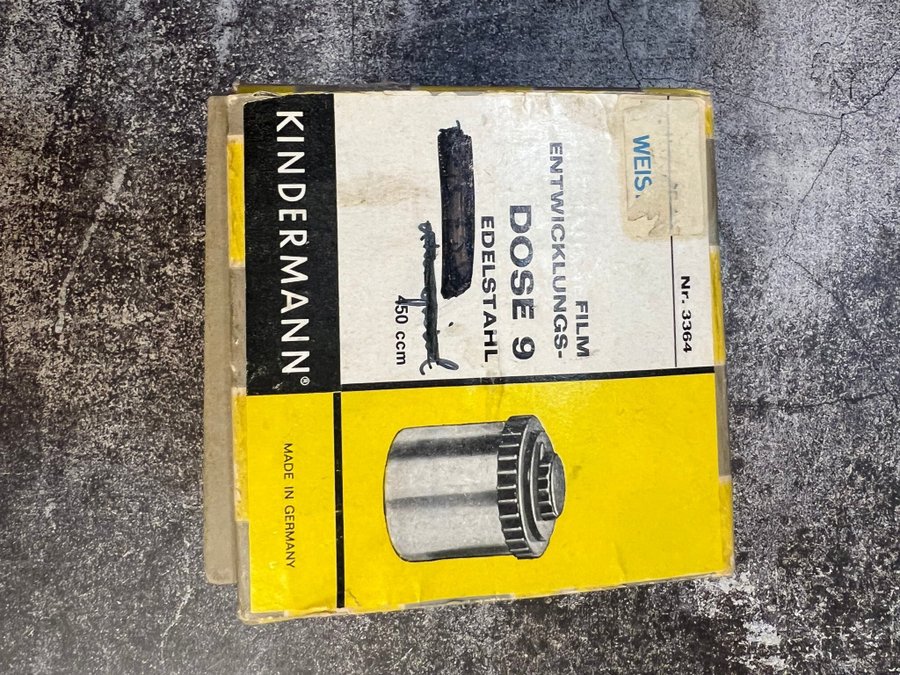 WEIS
Nr. 3364
FILM
ENTWICKLUNGS-
DOSE 9
EDELSTAHL
450 ccm
KINDERMANN®
MADE IN GERMANY